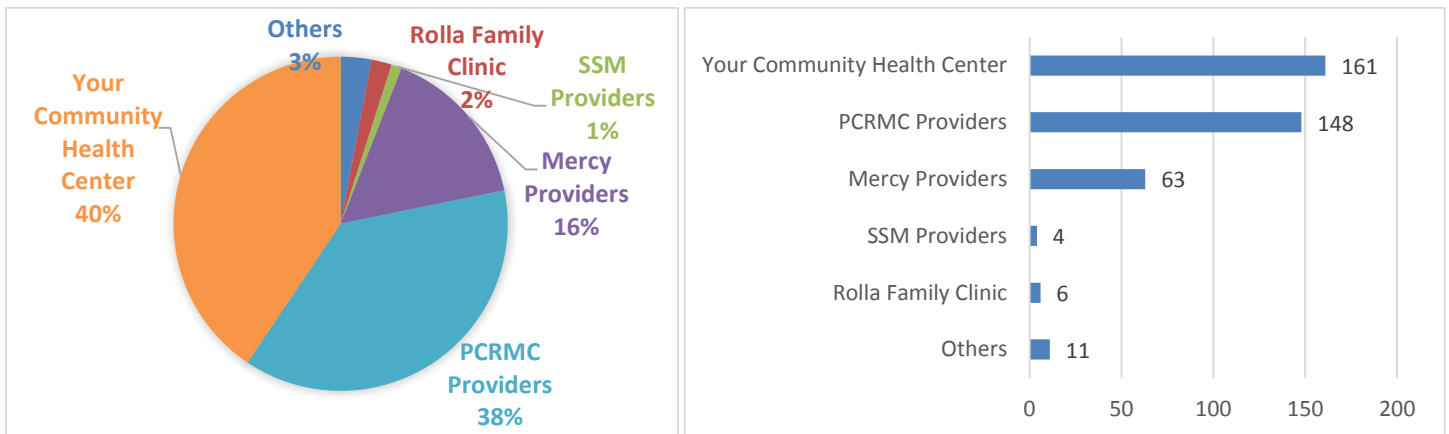 Others
3%
Rolla Family
Clinic
2%
SSM
Providers
1%
Mercy
Providers
16%
PCRMC
Providers
38%
Your
Community
Health
Center
40%
Your Community Health Center
161
PCRMC Providers
148
Mercy Providers
63
SSM Providers
4
Rolla Family Clinic
6
Others
11
0 50 100 150 200